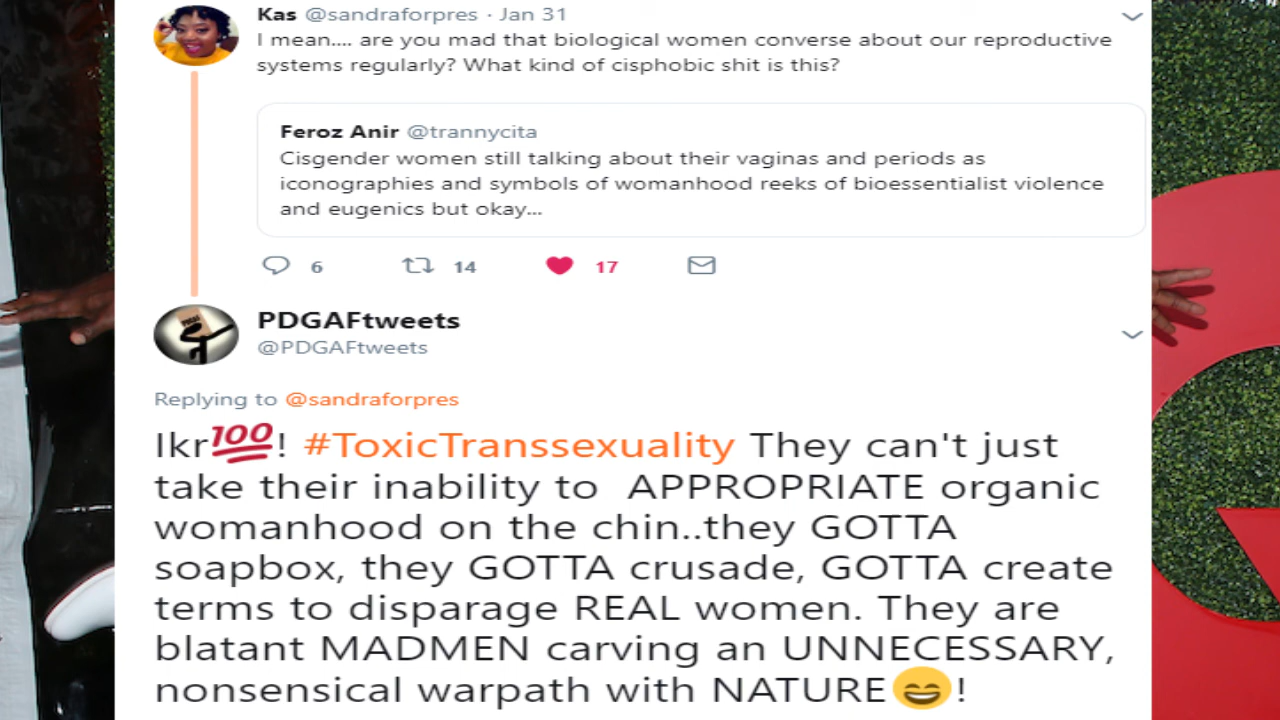 Kas @sandraforpres · Jan 31
I mean.... are you mad that biological women converse about our reproductive
systems regularly? What kind of cisphobic shit is this?
Feroz Anir @trannycita
Cisgender women still talking about their vaginas and periods as
iconographies and symbols of womanhood reeks of bioessentialist violence
and eugenics but okay...
6 14 17
PDGAFtweets
@PDGAFtweets
Replying to @sandraforpres
Ikr💯! #ToxicTranssexuality They can't just
take their inability to APPROPRIATE organic
womanhood on the chin..they GOTTA
soapbox, they GOTTA crusade, GOTTA create
terms to disparage REAL women. They are
blatant MADMEN carving an UNNECESSARY,
nonsensical warpath with NATURE😄!